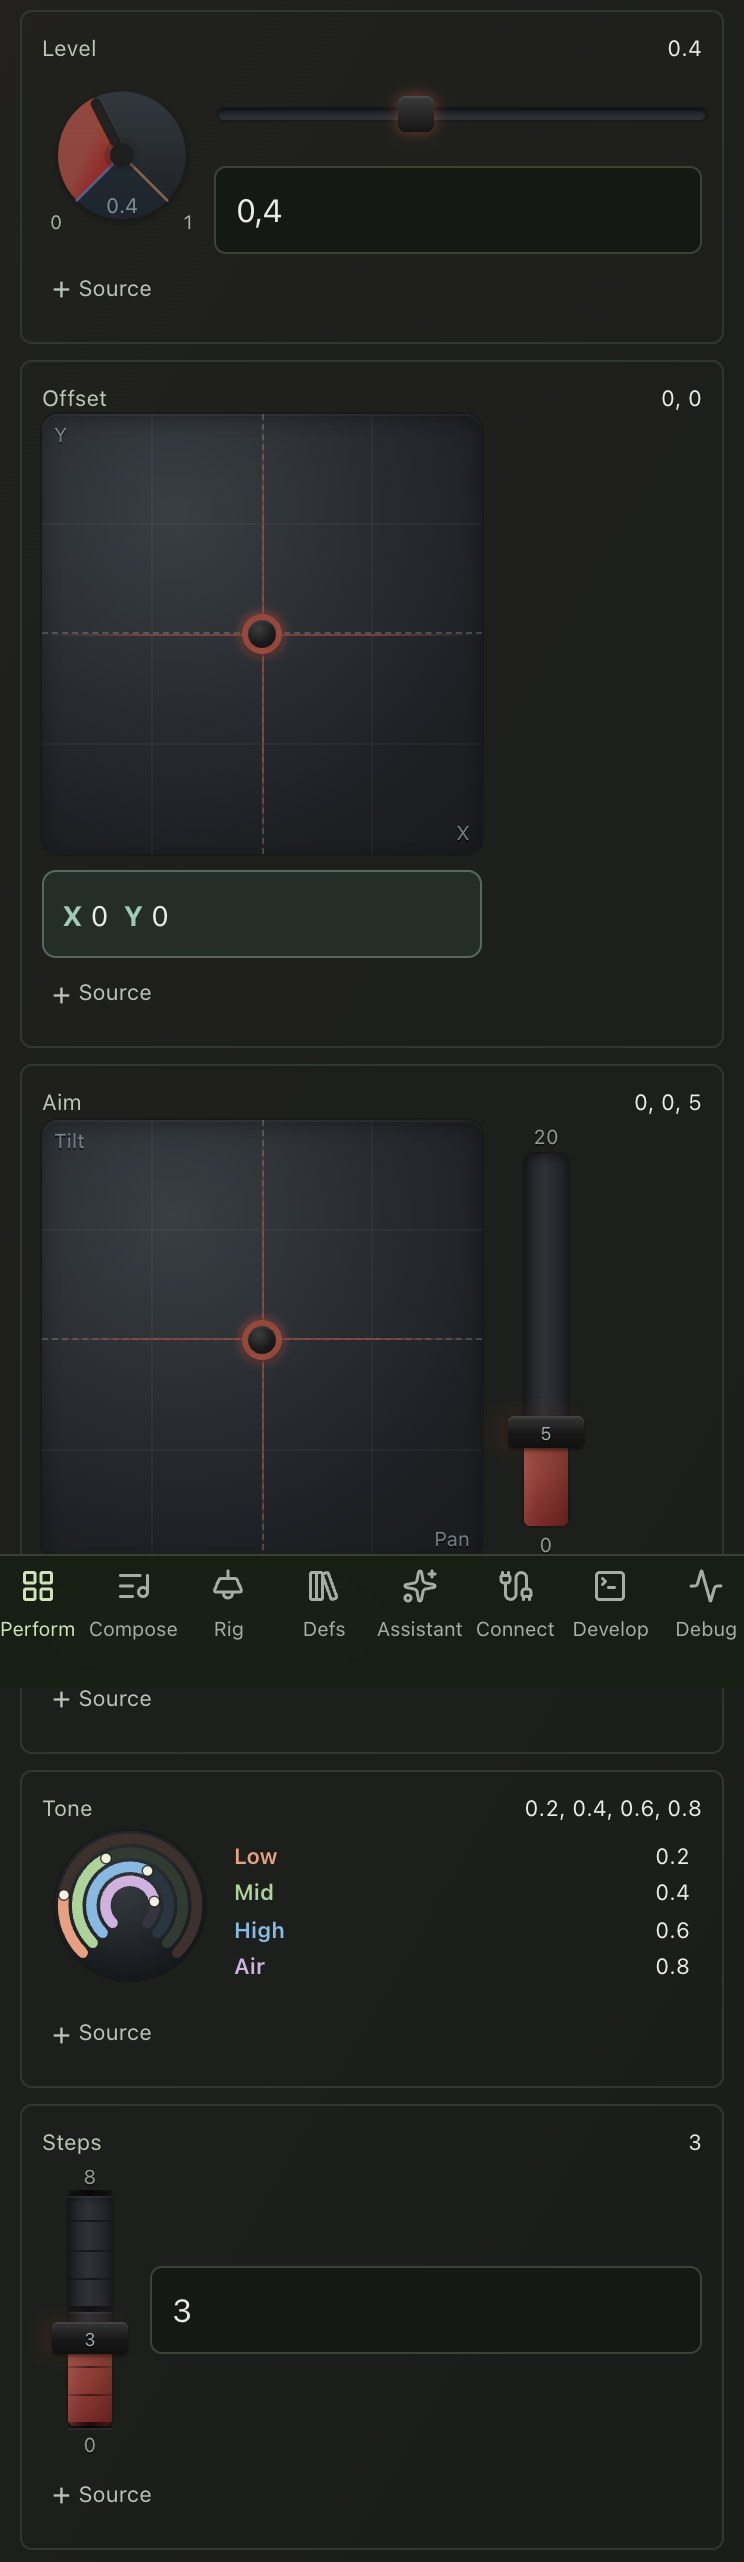 Level 0.4
0.4
0 1
0,4
+ Source
Offset 0, 0
Y
X
X 0 Y 0
+ Source
Aim 0, 0, 5
Tilt
20
5
Pan
0
Perform Compose Rig Defs Assistant Connect Develop Debug
+ Source
Tone 0.2, 0.4, 0.6, 0.8
Low 0.2
Mid 0.4
High 0.6
Air 0.8
+ Source
Steps 3
8
3
3
0
+ Source